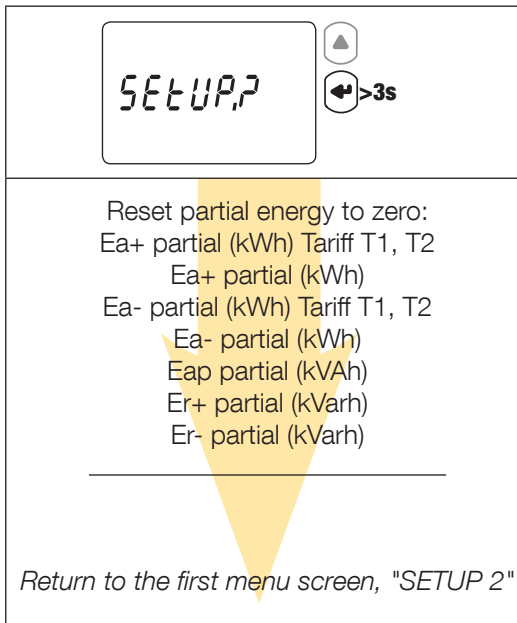 SEtUP.?
>3s
Reset partial energy to zero:
Ea+ partial (kWh) Tariff T1, T2
Ea+ partial (kWh)
Ea- partial (kWh) Tariff T1, T2
Ea- partial (kWh)
Eap partial (kVAh)
Er+ partial (kVarh)
Er- partial (kVarh)
Return to the first menu screen, "SETUP 2"